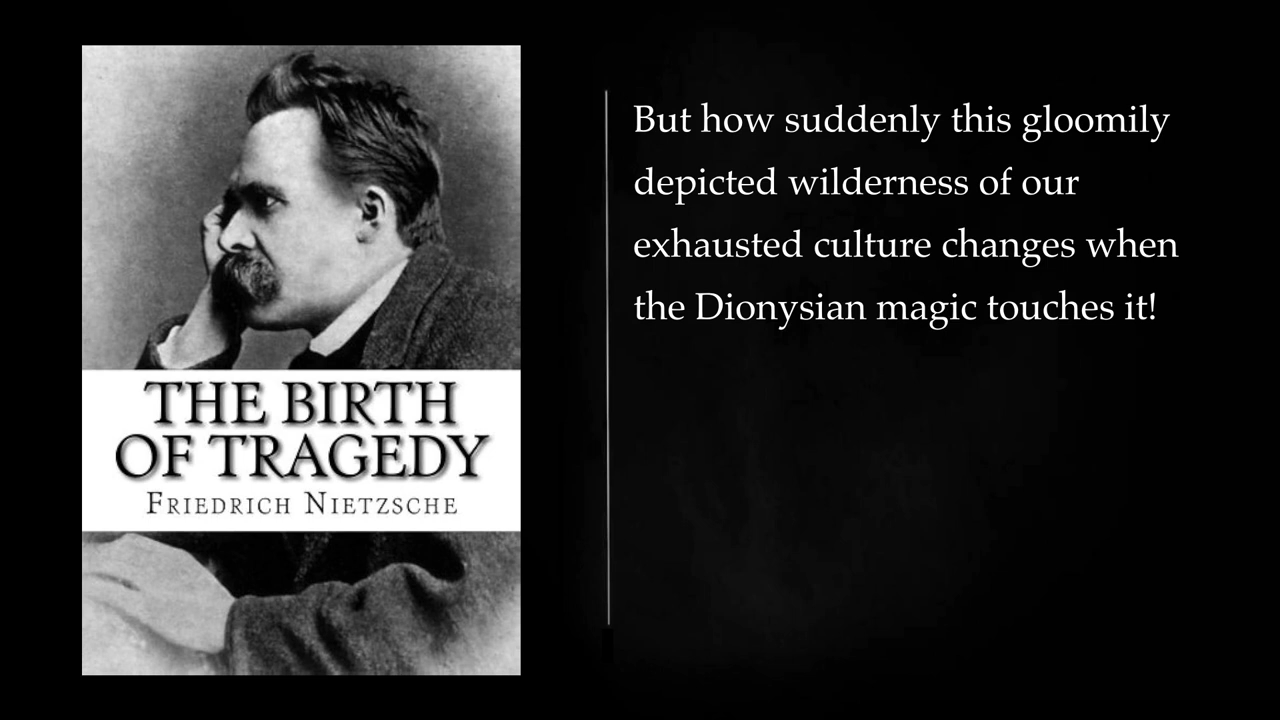 THE BIRTH
OF TRAGEDY
FRIEDRICH NIETZSCHE
But how suddenly this gloomily
depicted wilderness of our
exhausted culture changes when
the Dionysian magic touches it!